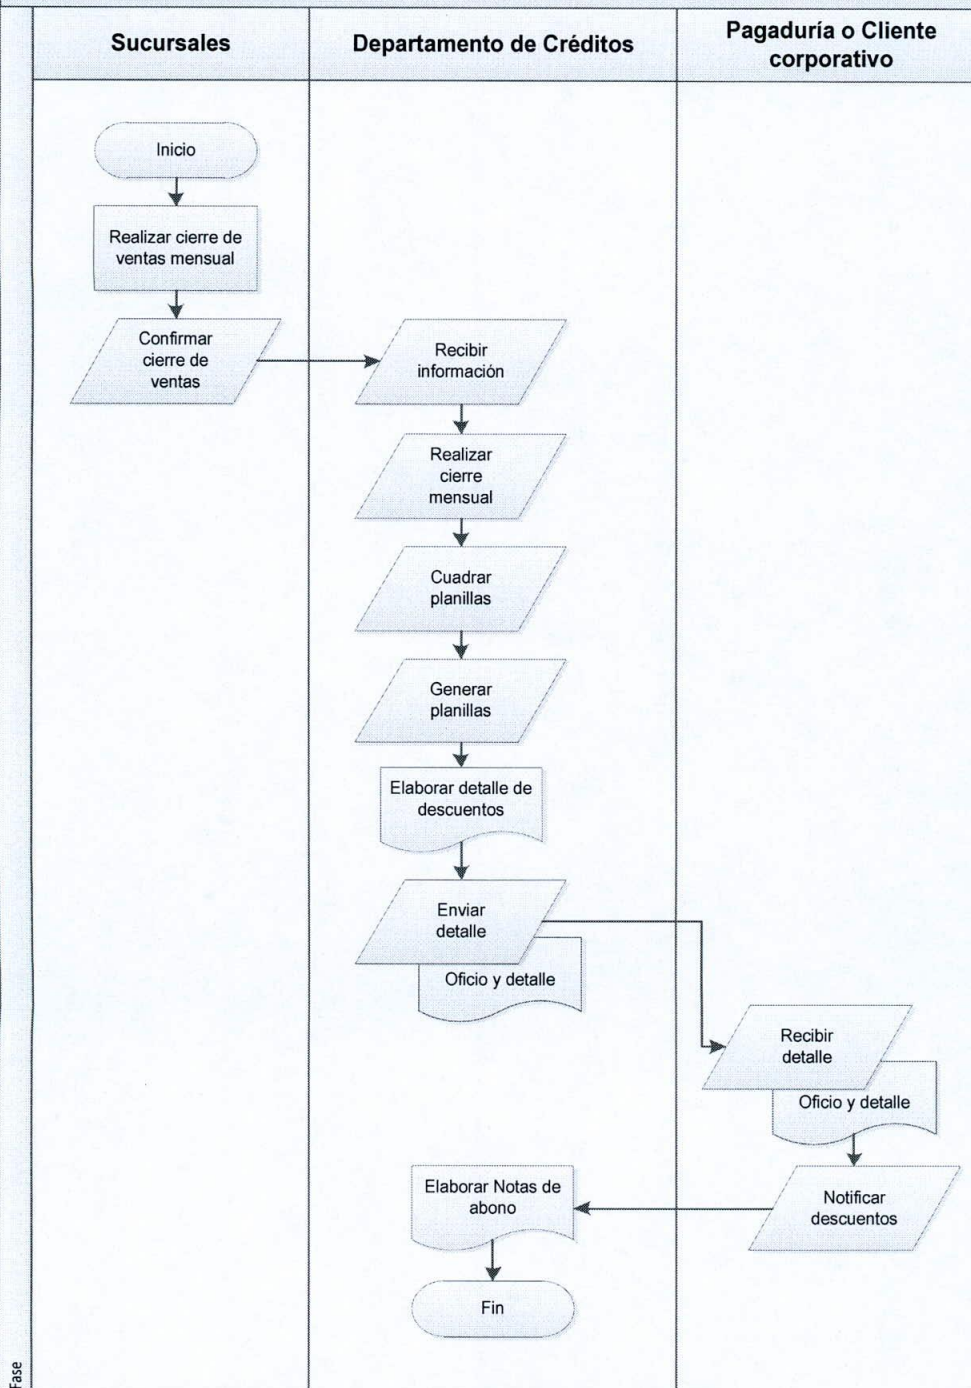 Sucursales
Departamento de Créditos
Pagaduría o Cliente
corporativo
Inicio
Realizar cierre de
ventas mensual
Confirmar
cierre de
ventas
Recibir
información
Realizar
cierre
mensual
Cuadrar
planillas
Generar
planillas
Elaborar detalle de
descuentos
Enviar
detalle
Oficio y detalle
Recibir
detalle
Oficio y detalle
Notificar
descuentos
Elaborar Notas de
abono
Fin
Fase